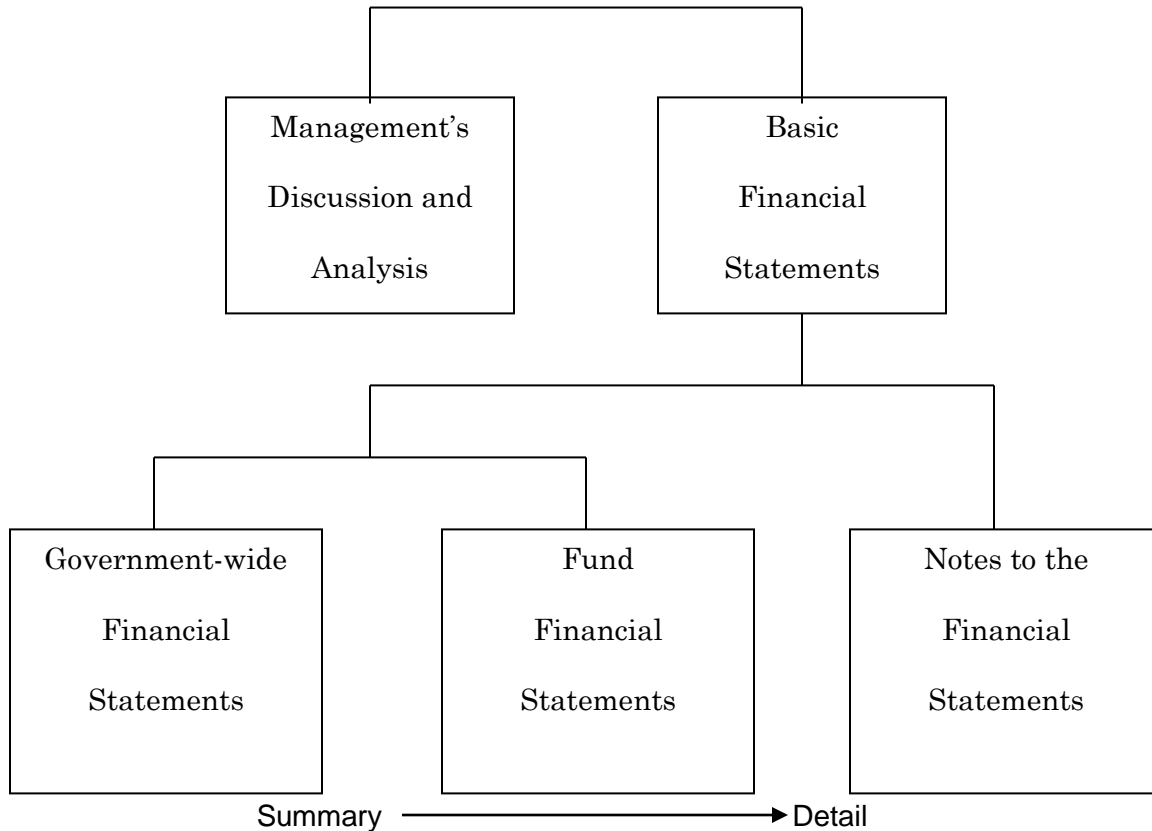 Management’s
Discussion and
Analysis
Basic
Financial
Statements
Government-wide
Financial
Statements
Fund
Financial
Statements
Notes to the
Financial
Statements
Summary
Detail